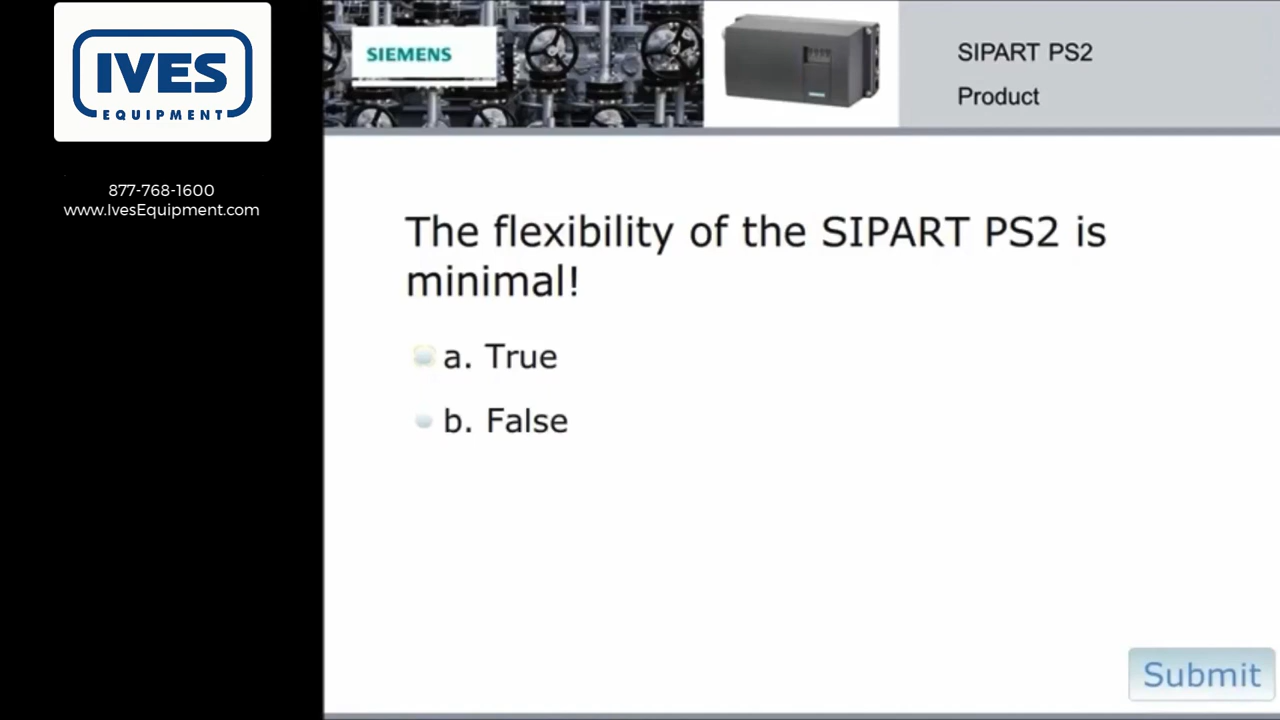 IVES
EQUIPMENT
877-768-1600
www.IvesEquipment.com
SIEMENS
SIPART PS2
Product
The flexibility of the SIPART PS2 is
minimal!
a. True
b. False
Submit